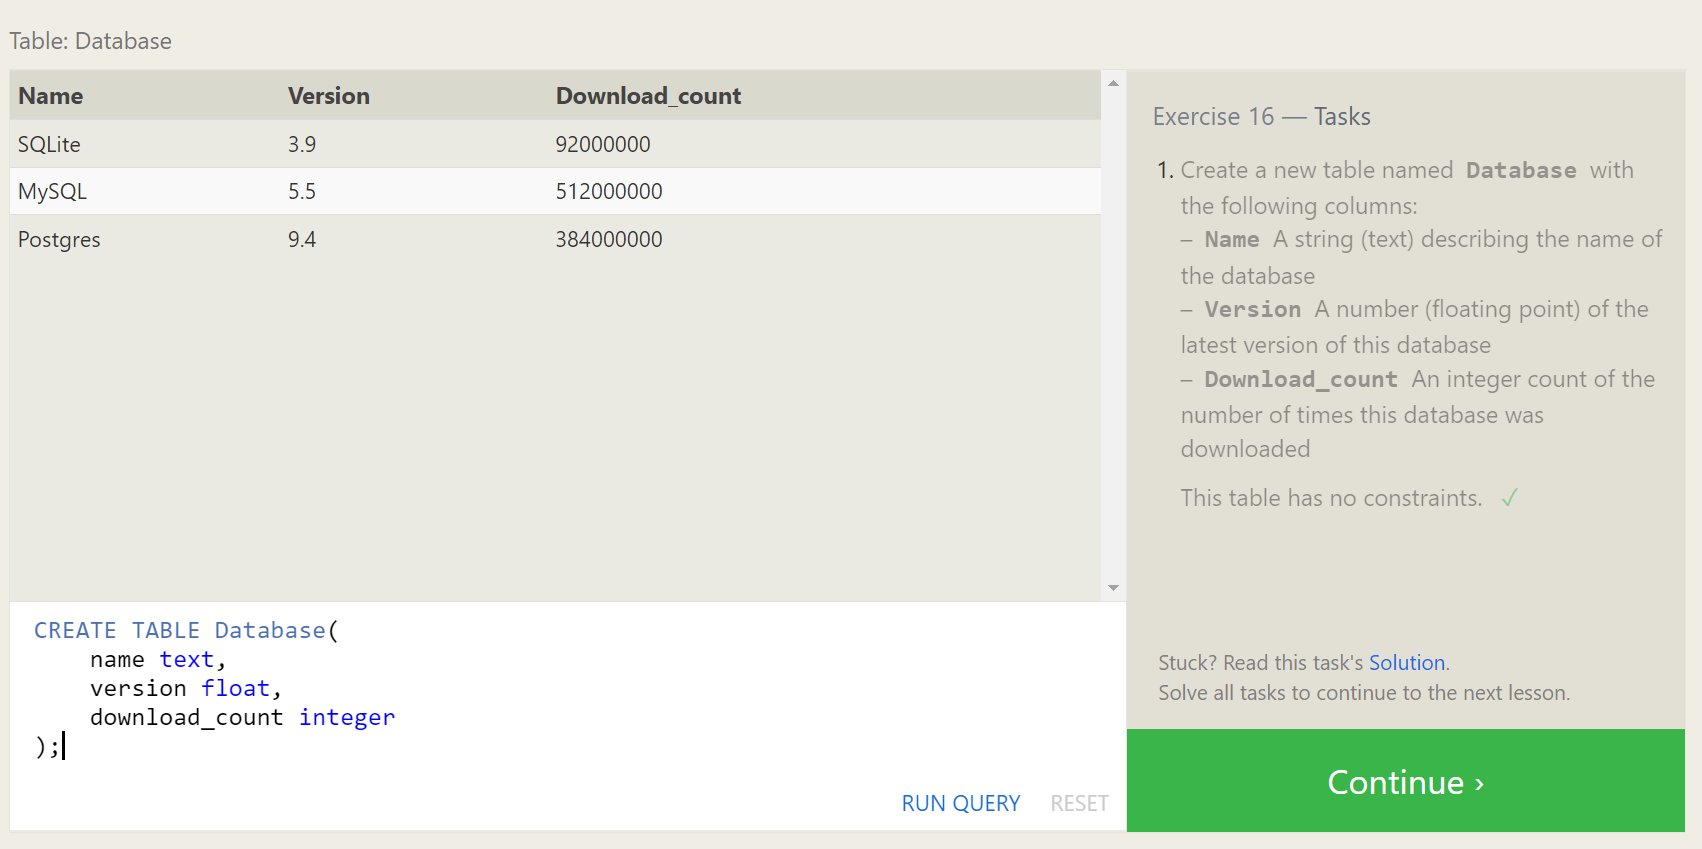 Table: Database
Name Version Download_count
SQLite 3.9 92000000
MySQL 5.5 512000000
Postgres 9.4 384000000
Exercise 16 — Tasks
1. Create a new table named Database with
the following columns:
– Name A string (text) describing the name of
the database
– Version A number (floating point) of the
latest version of this database
– Download_count An integer count of the
number of times this database was
downloaded
This table has no constraints. ✓
CREATE TABLE Database(
    name text,
    version float,
    download_count integer
);
RUN QUERY RESET
Stuck? Read this task's Solution.
Solve all tasks to continue to the next lesson.
Continue ›